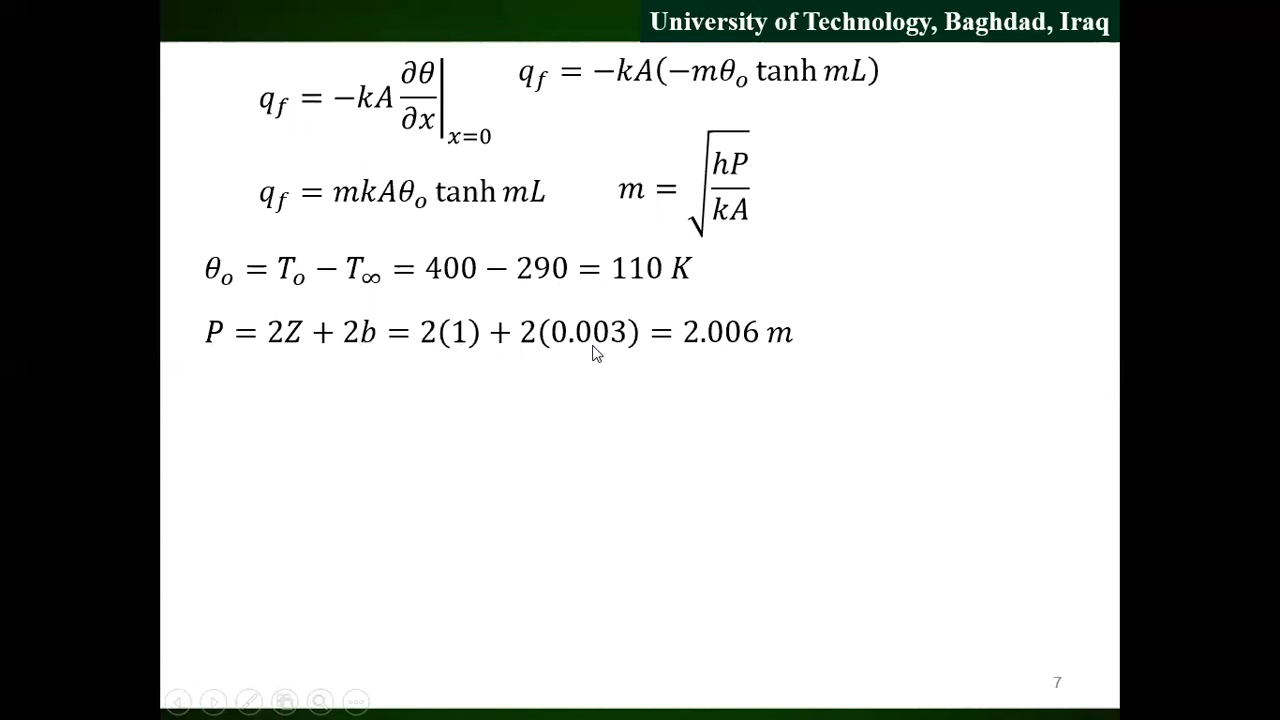 University of Technology, Baghdad, Iraq
q_f = −kA ∂θ/∂x|_{x=0}
q_f = −kA(−mθ_o tanh mL)
q_f = mkAθ_o tanh mL
m = √(hP/kA)
θ_o = T_o − T_∞ = 400 − 290 = 110 K
P = 2Z + 2b = 2(1) + 2(0.003) = 2.006 m
7